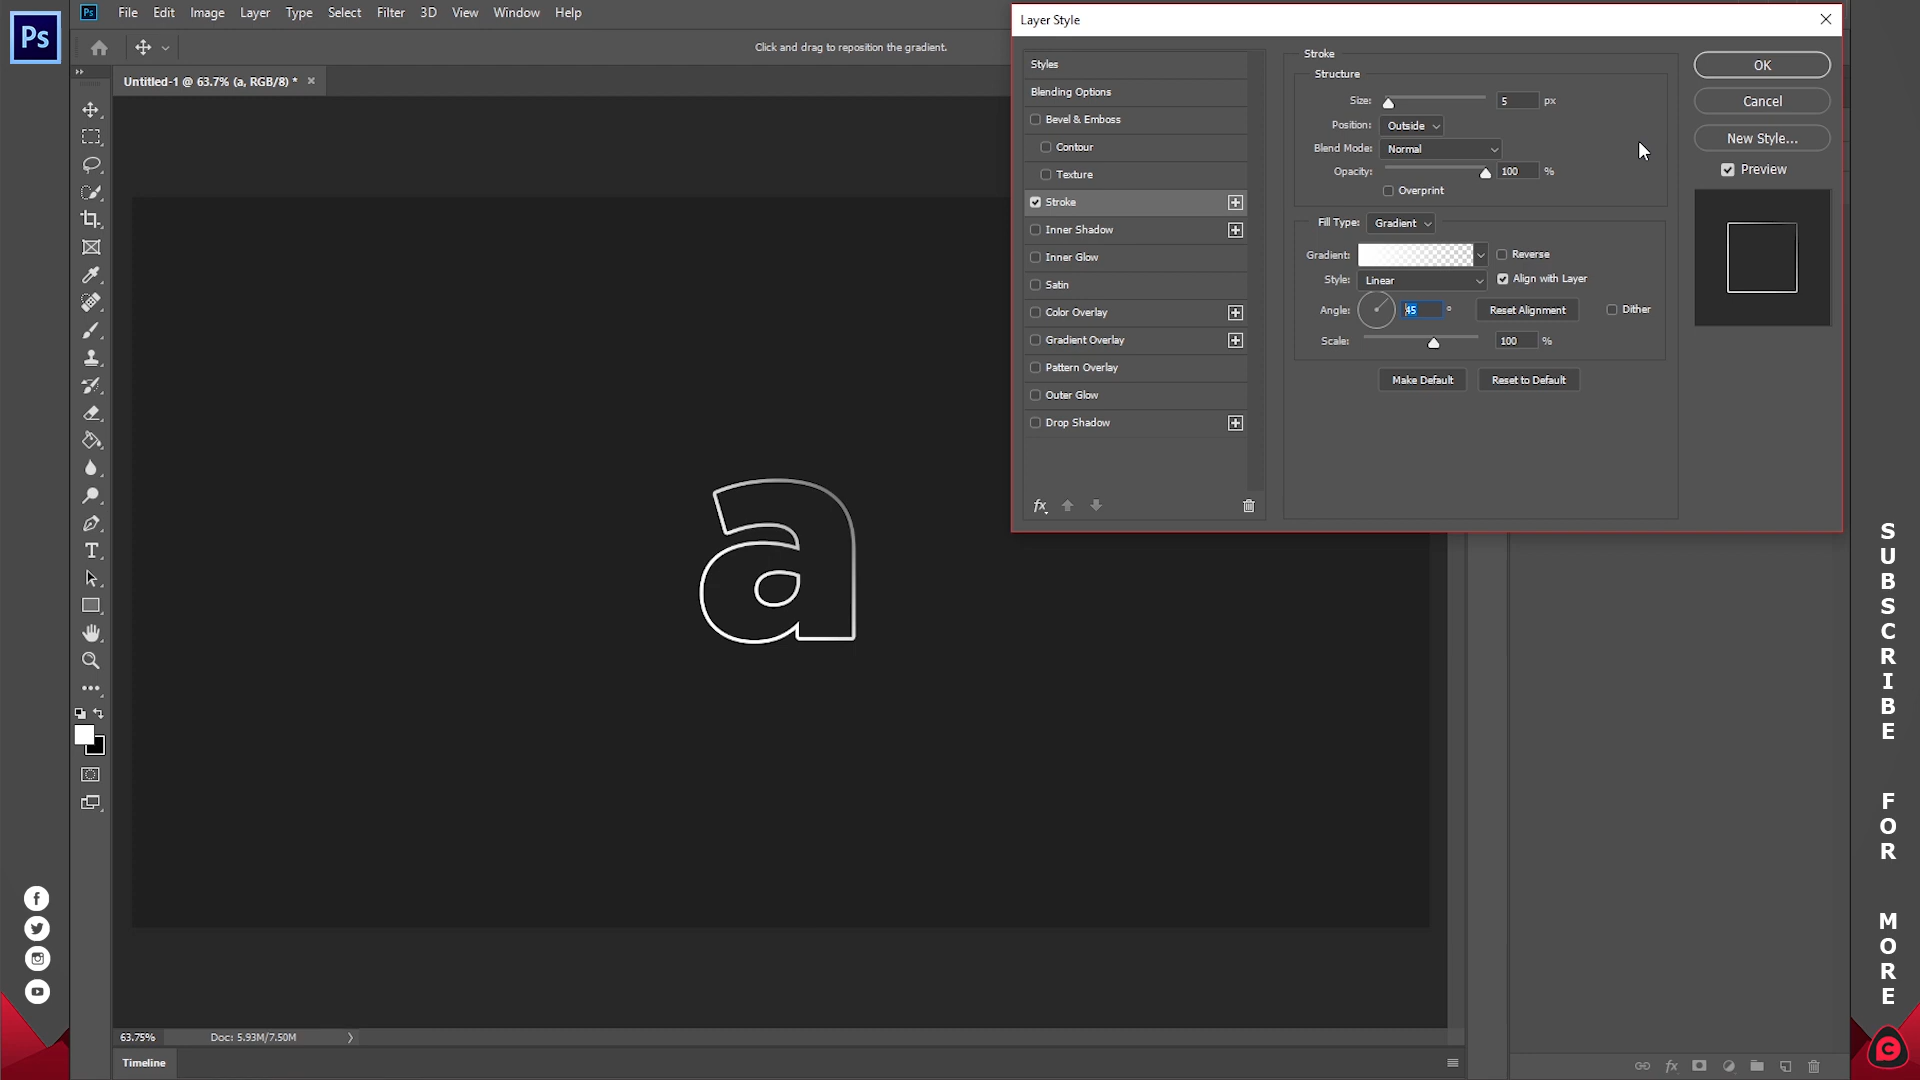 Ps
Ps File Edit Image Layer Type Select Filter 3D View Window Help
Click and drag to reposition the gradient.
Untitled-1 @ 63.7% (a, RGB/8) *
Layer Style
Styles
Blending Options
Bevel & Emboss
Contour
Texture
Stroke
Inner Shadow
Inner Glow
Satin
Color Overlay
Gradient Overlay
Pattern Overlay
Outer Glow
Drop Shadow
fx
Stroke
Structure
Size: 5 px
Position: Outside
Blend Mode: Normal
Opacity: 100 %
Overprint
Fill Type: Gradient
Gradient: Reverse
Style: Linear Align with Layer
Angle: 45 ° Reset Alignment Dither
Scale: 100 %
Make Default Reset to Default
OK
Cancel
New Style...
Preview
a
T
63.75% Doc: 5.93M/7.50M
Timeline
fx
SUBSCRIBE
FOR
MORE